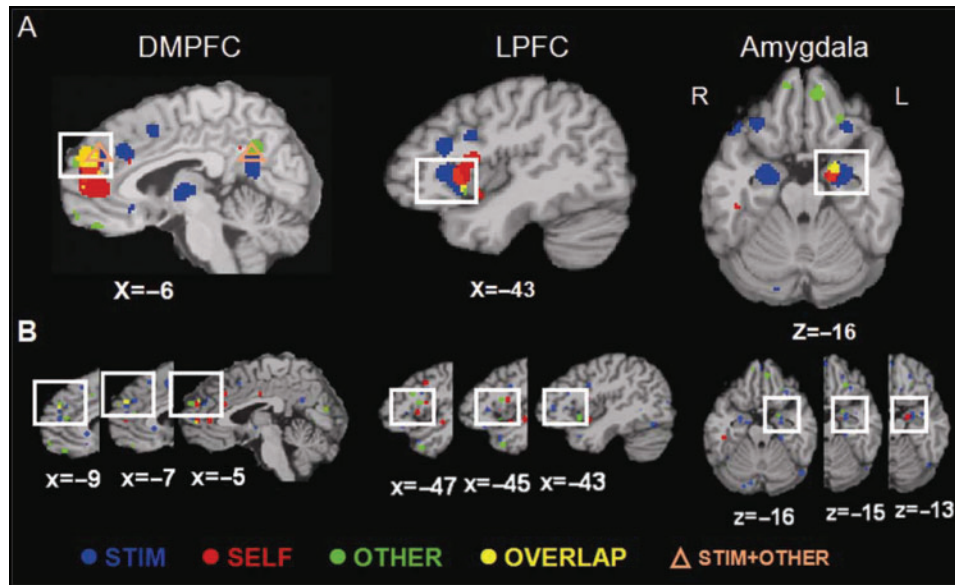 A
DMPFC
LPFC
Amygdala
R
L
X=–6
X=–43
Z=–16
B
x=–9
x=–7
x=–5
x=–47
x=–45
x=–43
z=–16
z=–15
z=–13
STIM
SELF
OTHER
OVERLAP
STIM+OTHER